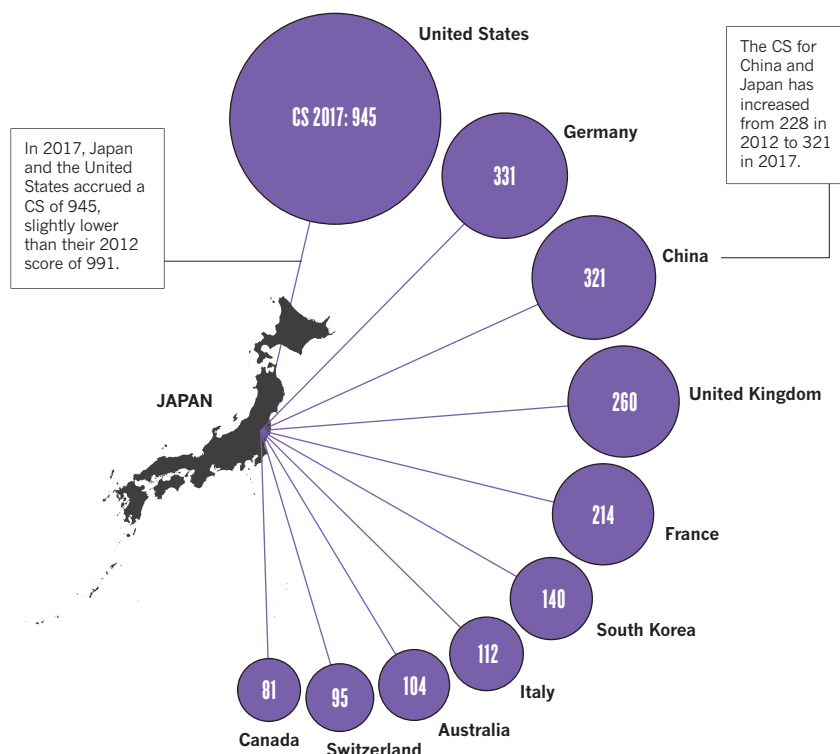 United States
CS 2017: 945
The CS for
China and
Japan has
increased
from 228 in
2012 to 321
in 2017.
Germany
331
In 2017, Japan
and the United
States accrued a
CS of 945,
slightly lower
than their 2012
score of 991.
China
321
JAPAN
United Kingdom
260
214
France
140
South Korea
112
Italy
104
Australia
95
Switzerland
81
Canada